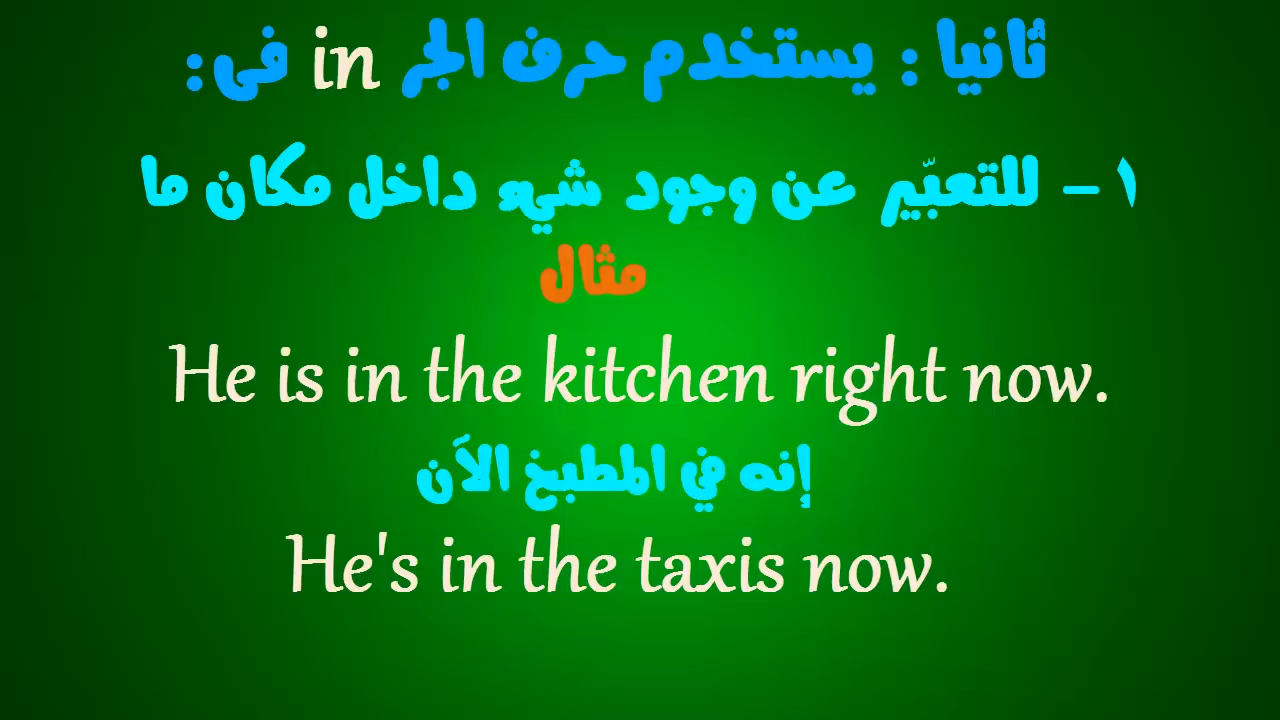 ثانيا : يستخدم حرف الجر in فى :
١ - للتعبّير عن وجود شيء داخل مكان ما
مثال
He is in the kitchen right now.
إنه في المطبخ الآن
He's in the taxis now.